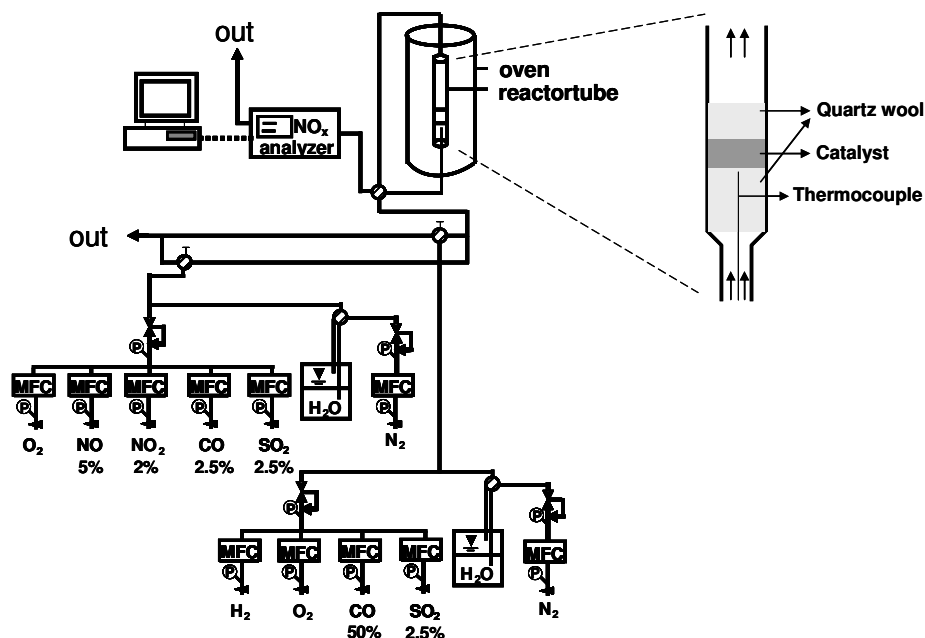 out
oven
reactortube
NOₓ
analyzer
Quartz wool
Catalyst
Thermocouple
out
T
T
P
P
MFC MFC MFC MFC MFC MFC
H₂O
P P P P P P
O₂ NO NO₂ CO SO₂ N₂
5% 2% 2.5% 2.5%
P
P
MFC MFC MFC MFC MFC
H₂O
P P P P P
H₂ O₂ CO SO₂ N₂
50% 2.5%